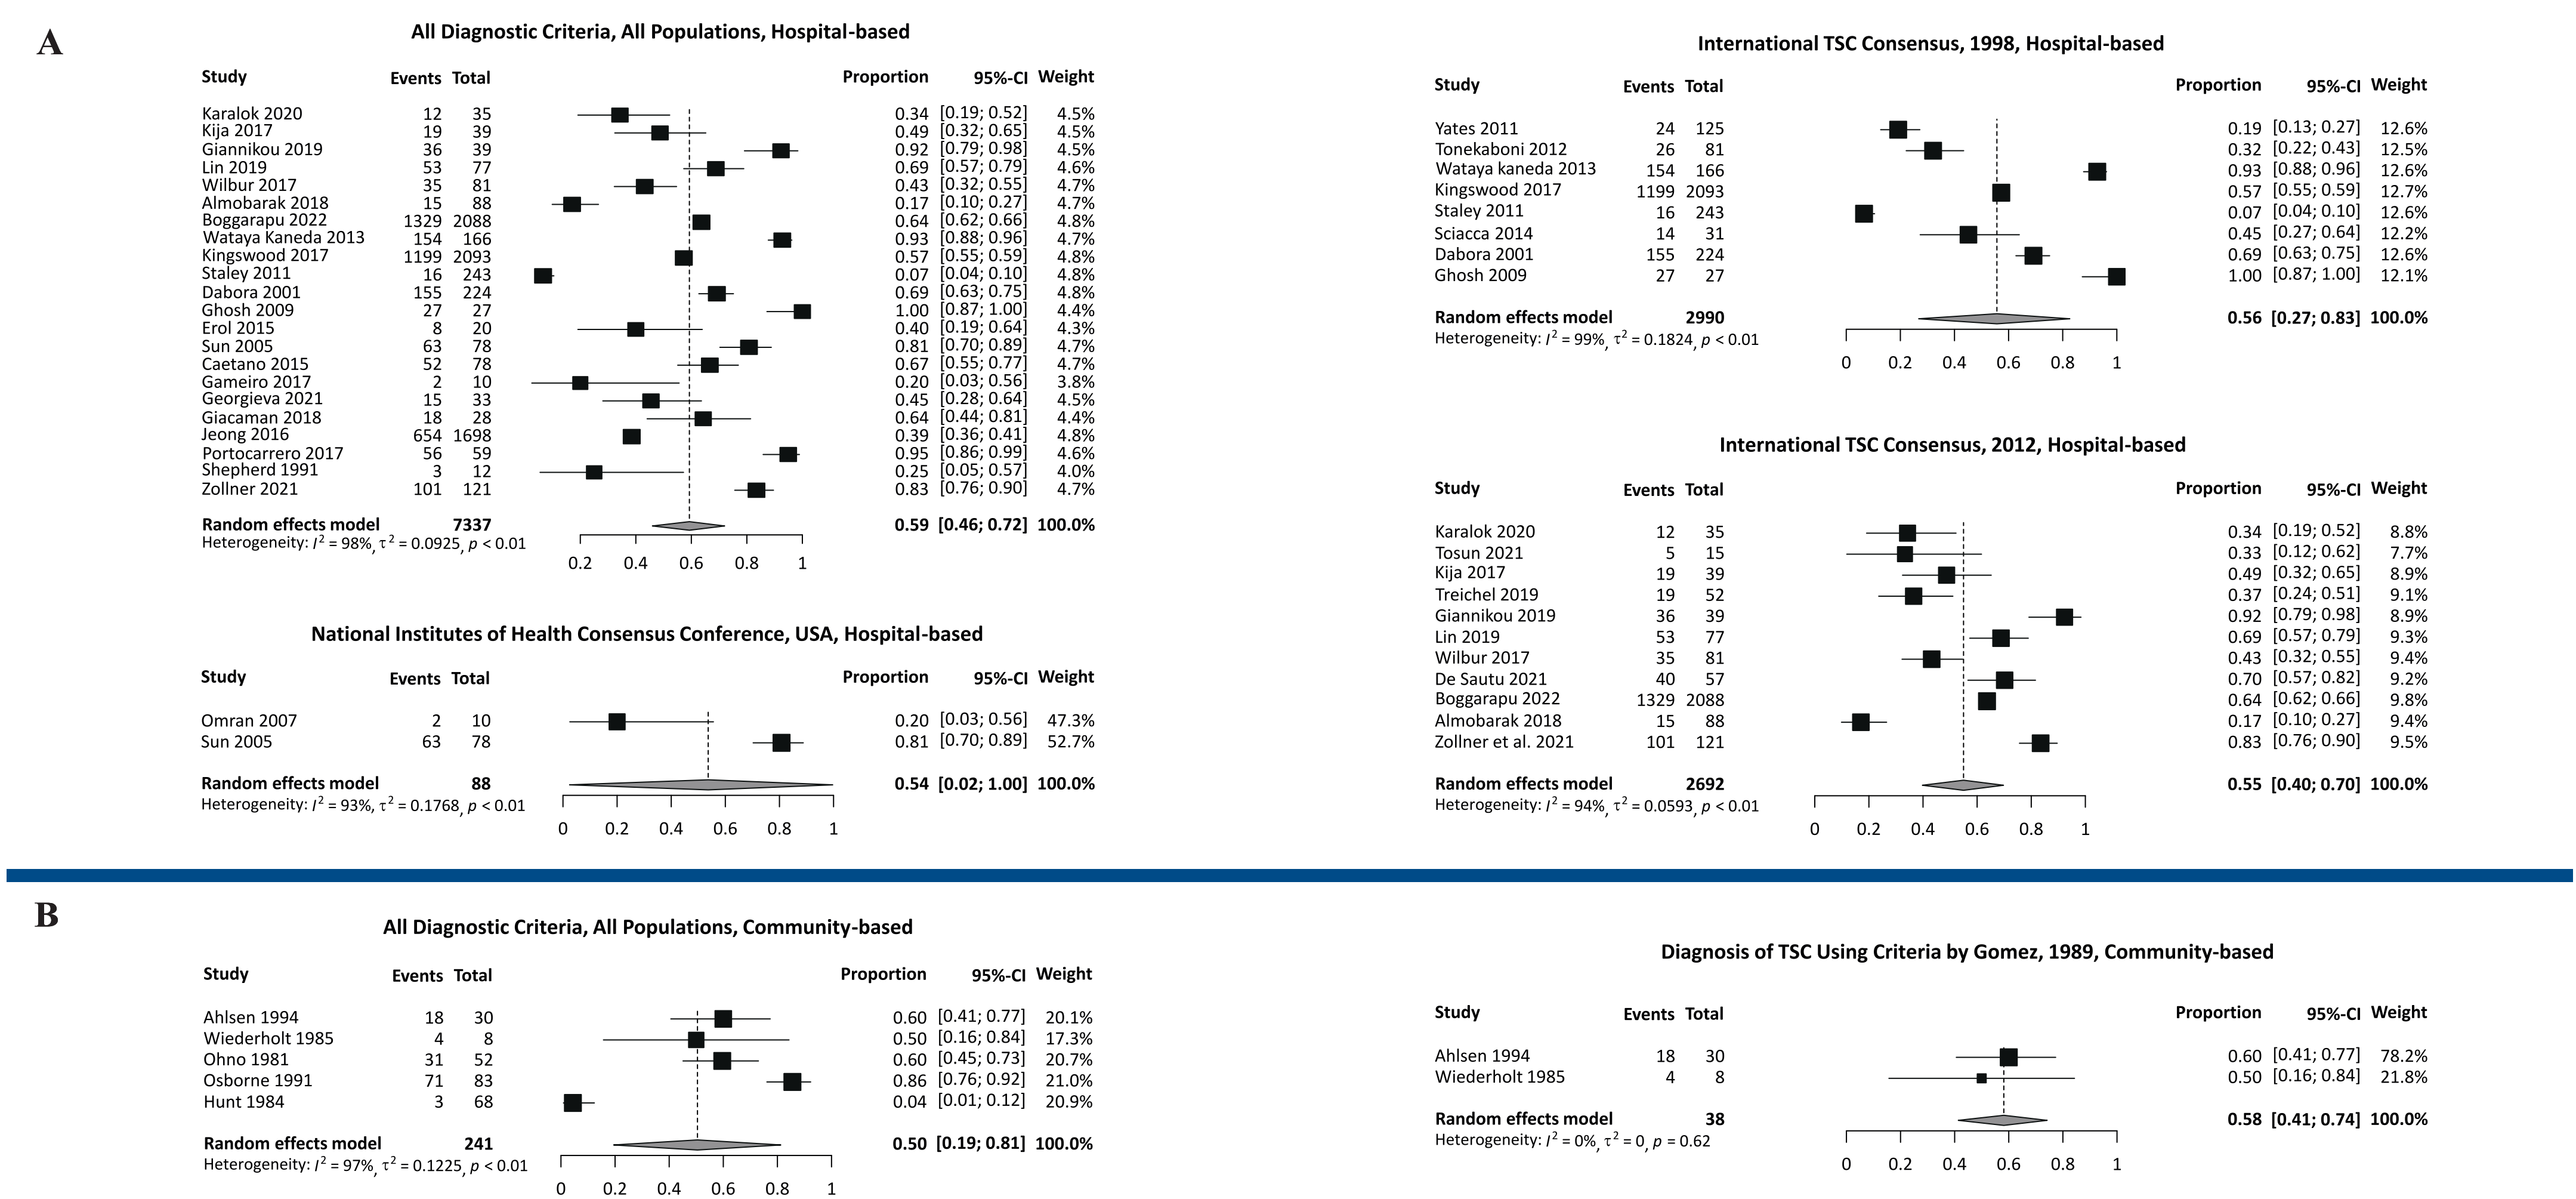 A
All Diagnostic Criteria, All Populations, Hospital-based
Study Events Total Proportion 95%-CI Weight
Karalok 2020 12 35 0.34 [0.19; 0.52] 4.5%
Kija 2017 19 39 0.49 [0.32; 0.65] 4.5%
Giannikou 2019 36 39 0.92 [0.79; 0.98] 4.5%
Lin 2019 53 77 0.69 [0.57; 0.79] 4.6%
Wilbur 2017 35 81 0.43 [0.32; 0.55] 4.7%
Almobarak 2018 15 88 0.17 [0.10; 0.27] 4.7%
Boggarapu 2022 1329 2088 0.64 [0.62; 0.66] 4.8%
Wataya Kaneda 2013 154 166 0.93 [0.88; 0.96] 4.7%
Kingswood 2017 1199 2093 0.57 [0.55; 0.59] 4.8%
Staley 2011 16 243 0.07 [0.04; 0.10] 4.8%
Dabora 2001 155 224 0.69 [0.63; 0.75] 4.8%
Ghosh 2009 27 27 1.00 [0.87; 1.00] 4.4%
Erol 2015 8 20 0.40 [0.19; 0.64] 4.3%
Sun 2005 63 78 0.81 [0.70; 0.89] 4.7%
Caetano 2015 52 78 0.67 [0.55; 0.77] 4.7%
Gameiro 2017 2 10 0.20 [0.03; 0.56] 3.8%
Georgieva 2021 15 33 0.45 [0.28; 0.64] 4.5%
Giacaman 2018 18 28 0.64 [0.44; 0.81] 4.4%
Jeong 2016 654 1698 0.39 [0.36; 0.41] 4.8%
Portocarrero 2017 56 59 0.95 [0.86; 0.99] 4.6%
Shepherd 1991 3 12 0.25 [0.05; 0.57] 4.0%
Zollner 2021 101 121 0.83 [0.76; 0.90] 4.7%
Random effects model 7337 0.59 [0.46; 0.72] 100.0%
Heterogeneity: I² = 98%, τ² = 0.0925, p < 0.01
0.2 0.4 0.6 0.8 1
National Institutes of Health Consensus Conference, USA, Hospital-based
Study Events Total Proportion 95%-CI Weight
Omran 2007 2 10 0.20 [0.03; 0.56] 47.3%
Sun 2005 63 78 0.81 [0.70; 0.89] 52.7%
Random effects model 88 0.54 [0.02; 1.00] 100.0%
Heterogeneity: I² = 93%, τ² = 0.1768, p < 0.01
0 0.2 0.4 0.6 0.8 1
International TSC Consensus, 1998, Hospital-based
Study Events Total Proportion 95%-CI Weight
Yates 2011 24 125 0.19 [0.13; 0.27] 12.6%
Tonekaboni 2012 26 81 0.32 [0.22; 0.43] 12.5%
Wataya kaneda 2013 154 166 0.93 [0.88; 0.96] 12.6%
Kingswood 2017 1199 2093 0.57 [0.55; 0.59] 12.7%
Staley 2011 16 243 0.07 [0.04; 0.10] 12.6%
Sciacca 2014 14 31 0.45 [0.27; 0.64] 12.2%
Dabora 2001 155 224 0.69 [0.63; 0.75] 12.6%
Ghosh 2009 27 27 1.00 [0.87; 1.00] 12.1%
Random effects model 2990 0.56 [0.27; 0.83] 100.0%
Heterogeneity: I² = 99%, τ² = 0.1824, p < 0.01
0 0.2 0.4 0.6 0.8 1
International TSC Consensus, 2012, Hospital-based
Study Events Total Proportion 95%-CI Weight
Karalok 2020 12 35 0.34 [0.19; 0.52] 8.8%
Tosun 2021 5 15 0.33 [0.12; 0.62] 7.7%
Kija 2017 19 39 0.49 [0.32; 0.65] 8.9%
Treichel 2019 19 52 0.37 [0.24; 0.51] 9.1%
Giannikou 2019 36 39 0.92 [0.79; 0.98] 8.9%
Lin 2019 53 77 0.69 [0.57; 0.79] 9.3%
Wilbur 2017 35 81 0.43 [0.32; 0.55] 9.4%
De Sautu 2021 40 57 0.70 [0.57; 0.82] 9.2%
Boggarapu 2022 1329 2088 0.64 [0.62; 0.66] 9.8%
Almobarak 2018 15 88 0.17 [0.10; 0.27] 9.4%
Zollner et al. 2021 101 121 0.83 [0.76; 0.90] 9.5%
Random effects model 2692 0.55 [0.40; 0.70] 100.0%
Heterogeneity: I² = 94%, τ² = 0.0593, p < 0.01
0 0.2 0.4 0.6 0.8 1
B
All Diagnostic Criteria, All Populations, Community-based
Study Events Total Proportion 95%-CI Weight
Ahlsen 1994 18 30 0.60 [0.41; 0.77] 20.1%
Wiederholt 1985 4 8 0.50 [0.16; 0.84] 17.3%
Ohno 1981 31 52 0.60 [0.45; 0.73] 20.7%
Osborne 1991 71 83 0.86 [0.76; 0.92] 21.0%
Hunt 1984 3 68 0.04 [0.01; 0.12] 20.9%
Random effects model 241 0.50 [0.19; 0.81] 100.0%
Heterogeneity: I² = 97%, τ² = 0.1225, p < 0.01
0 0.2 0.4 0.6 0.8 1
Diagnosis of TSC Using Criteria by Gomez, 1989, Community-based
Study Events Total Proportion 95%-CI Weight
Ahlsen 1994 18 30 0.60 [0.41; 0.77] 78.2%
Wiederholt 1985 4 8 0.50 [0.16; 0.84] 21.8%
Random effects model 38 0.58 [0.41; 0.74] 100.0%
Heterogeneity: I² = 0%, τ² = 0, p = 0.62
0 0.2 0.4 0.6 0.8 1